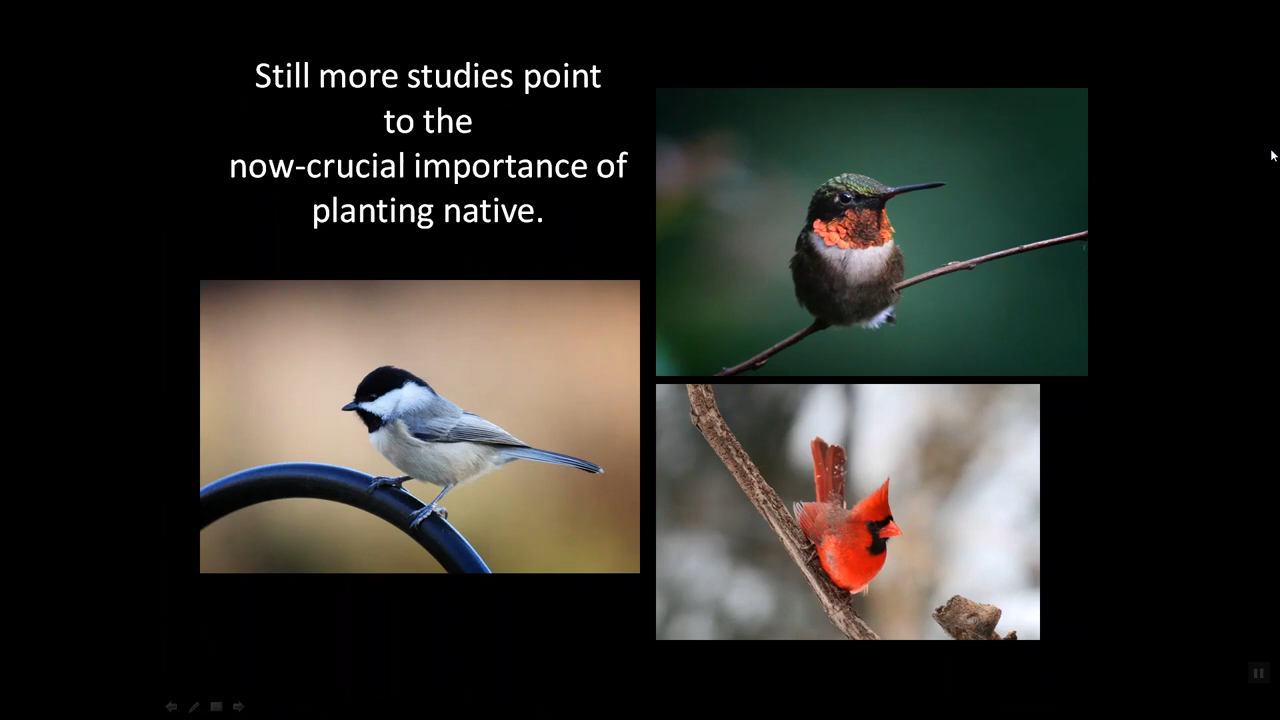 Still more studies point
to the
now-crucial importance of
planting native.